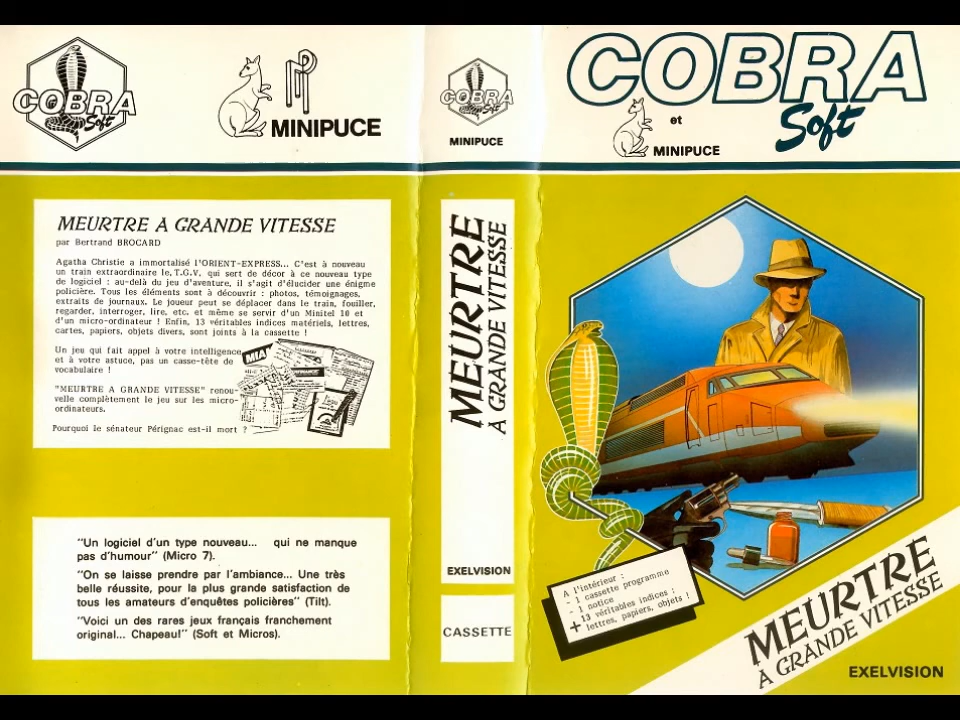 COBRA
Soft
MINIPUCE
MEURTRE A GRANDE VITESSE
par Bertrand BROCARD
Agatha Christie a immortalisé l'ORIENT-EXPRESS... C'est à nouveau
un train extraordinaire le T.G.V, qui sert de décor à ce nouveau type
de logiciel : au-delà du jeu d'aventure, il s'agit d'élucider une énigme
policière. Tous les éléments sont à découvrir : photos, témoignages,
extraits de journaux. Le joueur peut se déplacer dans le train, fouiller,
regarder, interroger, lire, etc. et même se servir d'un Minitel 10 et
d'un micro-ordinateur ! Enfin, 13 véritables indices matériels, lettres,
cartes, papiers, objets divers, sont joints à la cassette !
Un jeu qui fait appel à votre intelligence
et à votre astuce, pas un casse-tête de
vocabulaire !
"MEURTRE A GRANDE VITESSE" renou-
velle complètement le jeu sur les micro-
ordinateurs.
Pourquoi le sénateur Pérignac est-il mort ?
MIA
"Un logiciel d'un type nouveau... qui ne manque
pas d'humour" (Micro 7).
"On se laisse prendre par l'ambiance... Une très
belle réussite, pour la plus grande satisfaction de
tous les amateurs d'enquêtes policières" (Tilt).
"Voici un des rares jeux français franchement
original... Chapeau!" (Soft et Micros).
COBRA
Soft
MINIPUCE
MEURTRE
A GRANDE VITESSE
EXELVISION
CASSETTE
COBRA
Soft
et
MINIPUCE
A l'intérieur :
- 1 cassette programme
- 1 notice
+ 13 véritables indices :
lettres, papiers, objets !
MEURTRE
A GRANDE VITESSE
EXELVISION